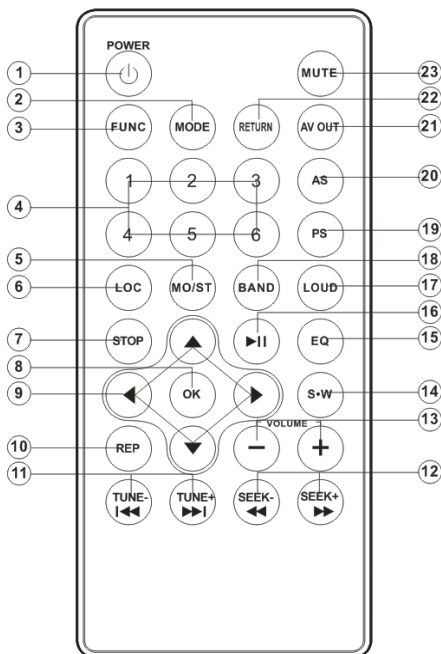 POWER
1 MUTE 23
2 22
3 FUNC MODE RETURN AV OUT 21
1 2 3 AS 20
4
4 5 6 PS 19
5 18
6 LOC MO/ST BAND LOUD 17
16
7 STOP EQ 15
8
9 OK S•W 14
VOLUME 13
10 REP − +
11 12
TUNE- TUNE+ SEEK- SEEK+